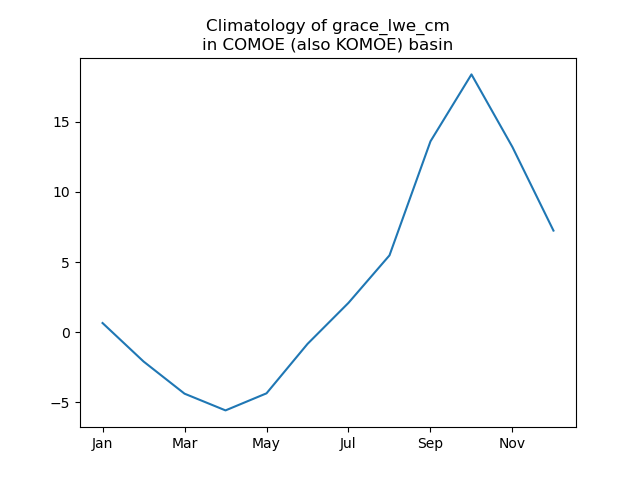 Climatology of grace_lwe_cm
in COMOE (also KOMOE) basin
15
10
5
0
−5
Jan Mar May Jul Sep Nov